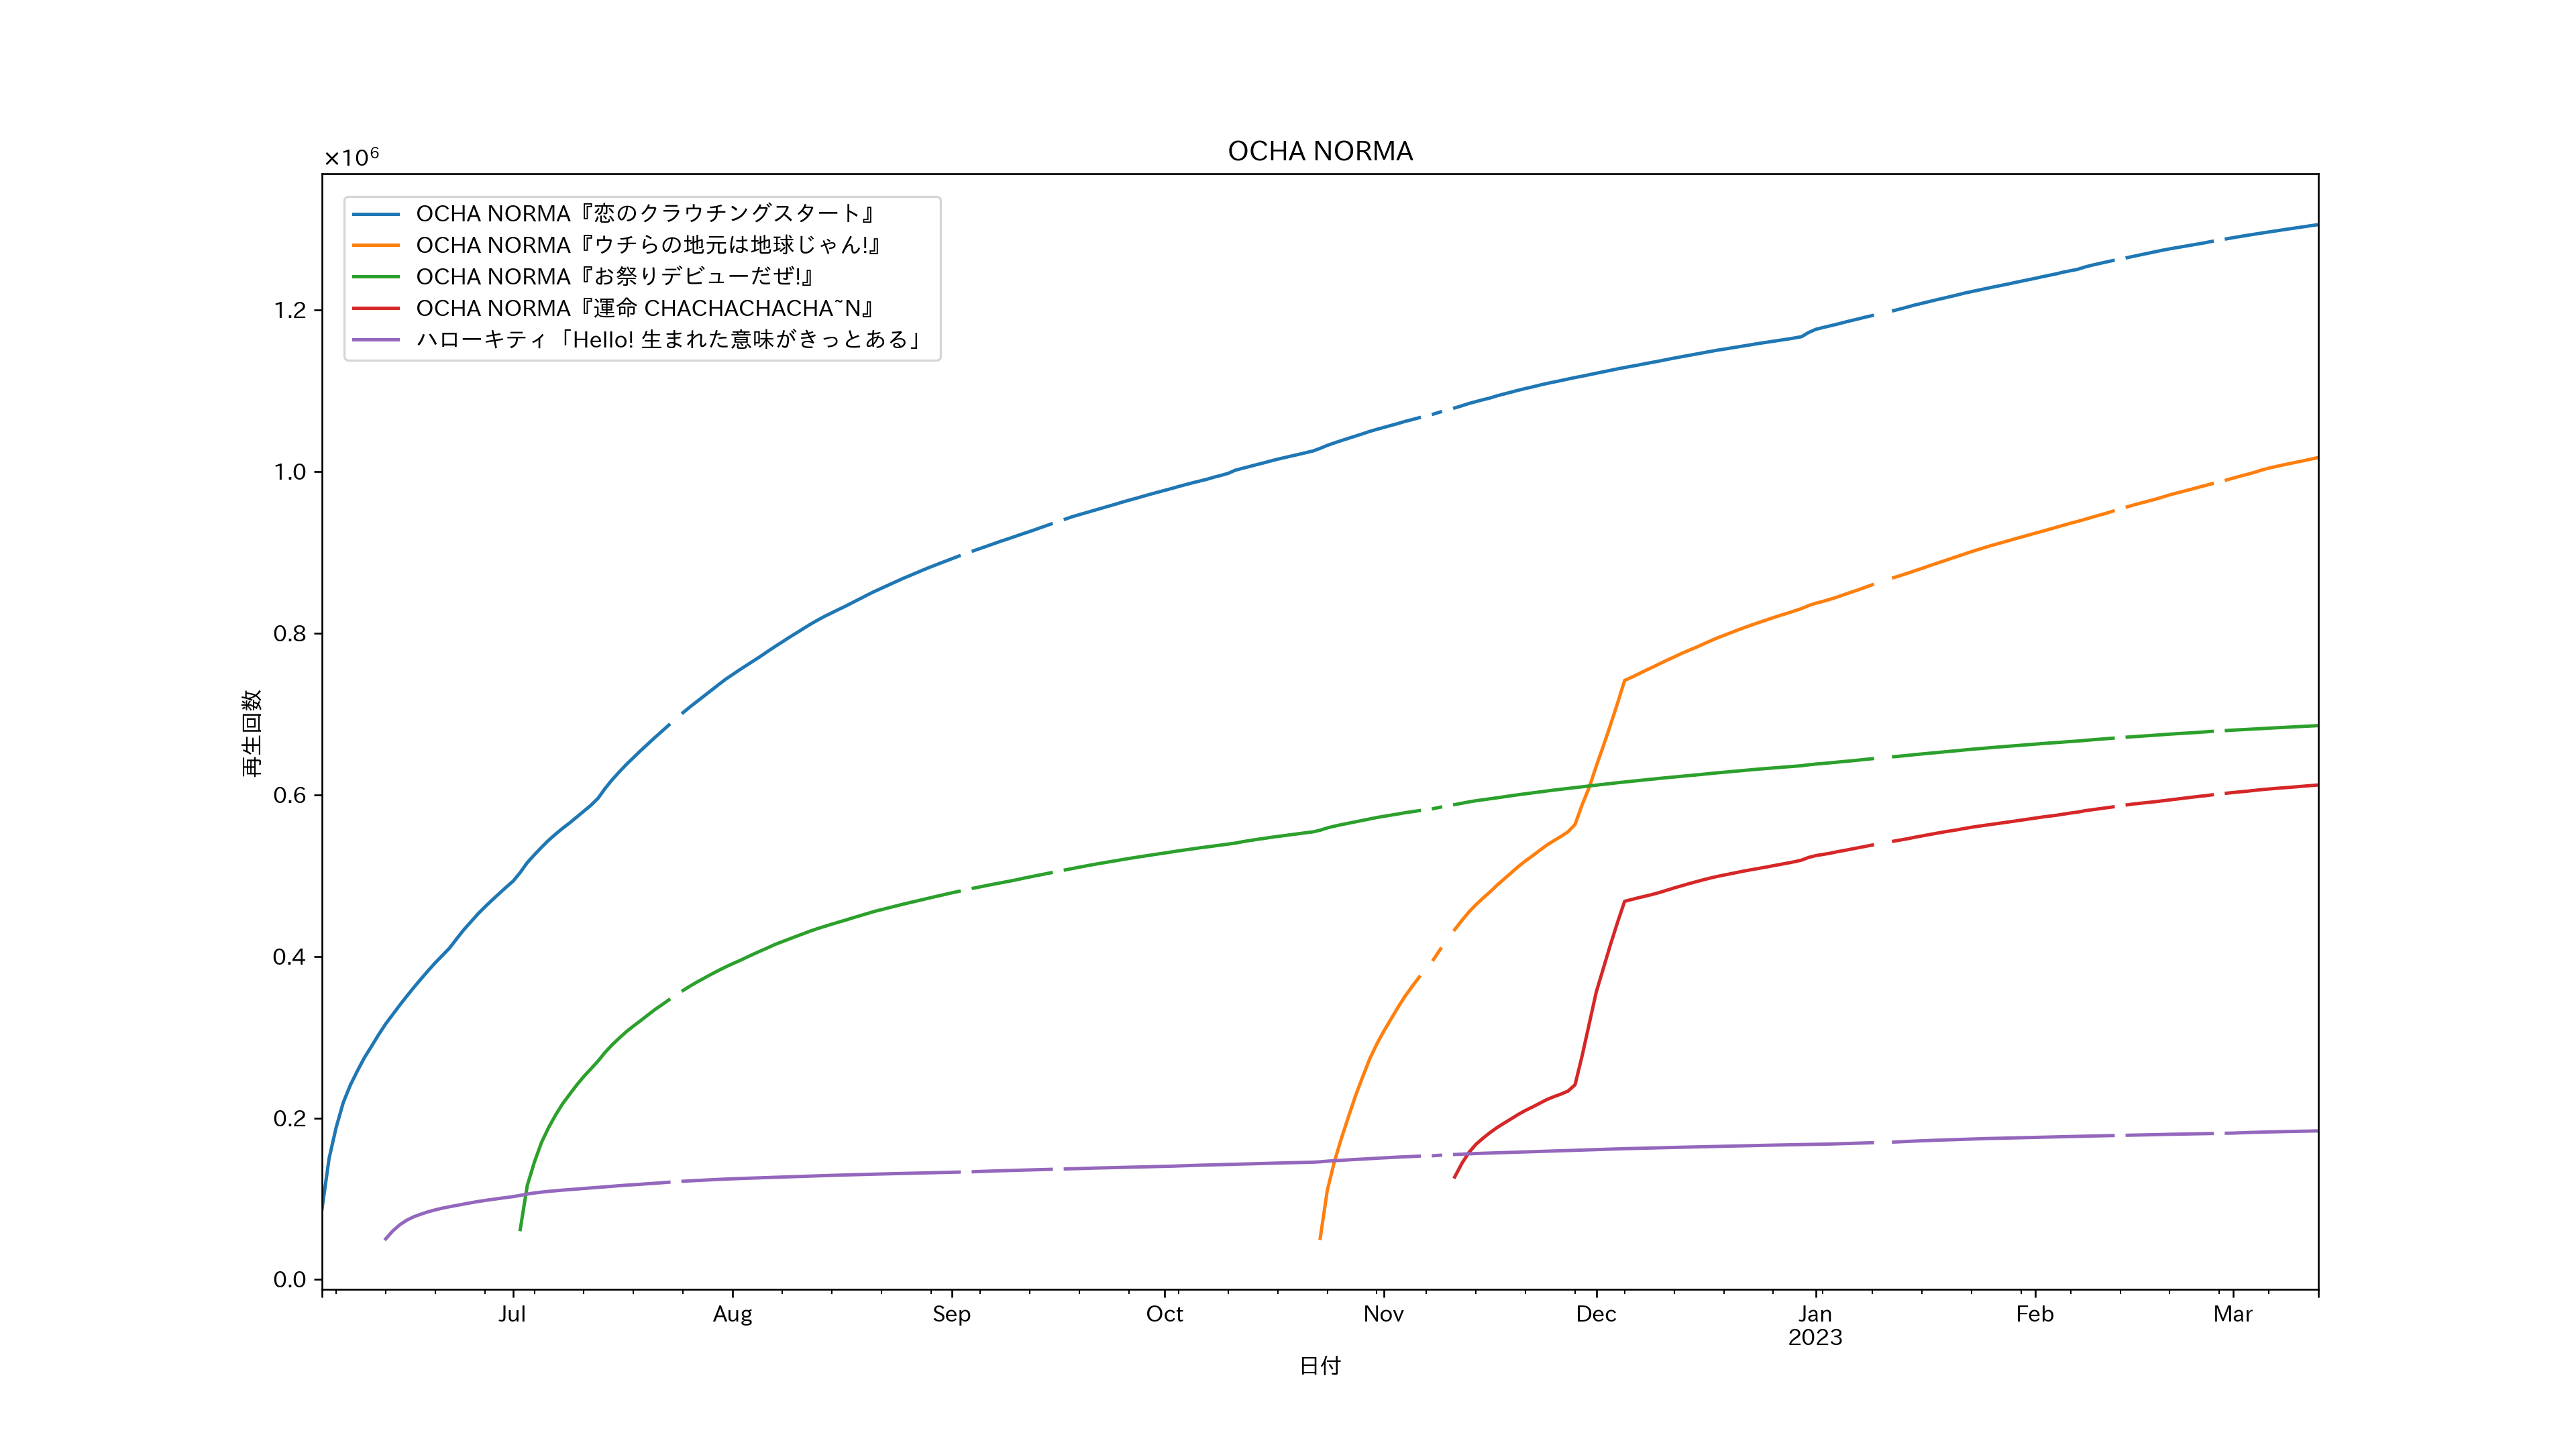 OCHA NORMA
×10⁶
OCHA NORMA『恋のクラウチングスタート』
OCHA NORMA『ウチらの地元は地球じゃん!』
OCHA NORMA『お祭りデビューだぜ!』
OCHA NORMA『運命 CHACHACHACHA~N』
ハローキティ「Hello! 生まれた意味がきっとある」
1.2
1.0
0.8
0.6
0.4
0.2
0.0
再生回数
Jul Aug Sep Oct Nov Dec Jan Feb Mar
2023
日付